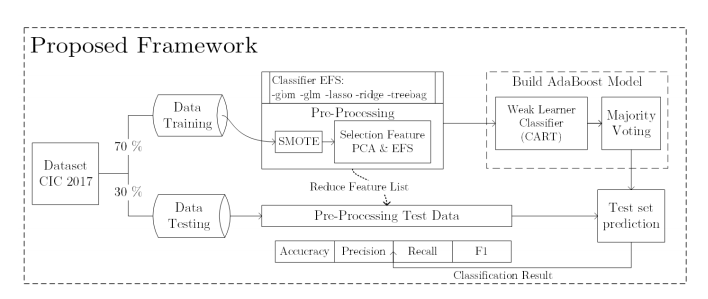 Proposed Framework
Classifier EFS:
-gbm -glm -lasso -ridge -treebag
Build AdaBoost Model
Data
Training
Pre-Processing
SMOTE
Selection Feature
PCA & EFS
Weak Learner
Classifier
(CART)
Majority
Voting
70 %
Dataset
CIC 2017
30 %
Reduce Feature List
Data
Testing
Pre-Processing Test Data
Test set
prediction
Accucracy
Precision
Recall
F1
Classification Result